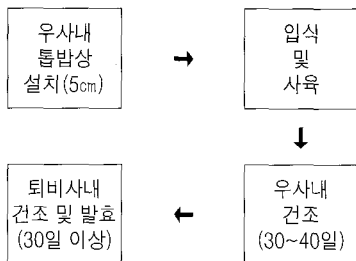 우사내
톱밥상
설치(5cm)
입식
및
사육
우사내
건조
(30~40일)
퇴비사내
건조 및 발효
(30일 이상)